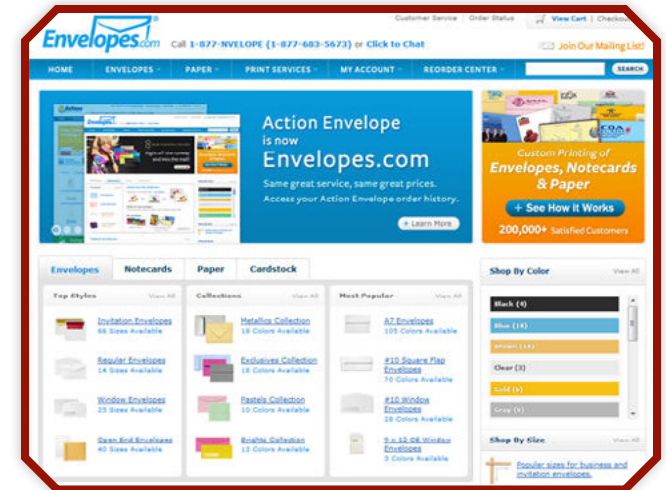 Customer Service | Order Status View Cart | Checkout
Envelopes.com Call 1-877-NVELOPE (1-877-683-5673) or Click to Chat Join Our Mailing List!
HOME ENVELOPES PAPER PRINT SERVICES MY ACCOUNT REORDER CENTER SEARCH
Action Envelope
is now
Envelopes.com
Same great service, same great prices.
Access your Action Envelope order history.
+ Learn More
Custom Printing of
Envelopes, Notecards
& Paper
+ See How it Works
200,000+ Satisfied Customers
Envelopes Notecards Paper Cardstock
Top Styles View All
Invitation Envelopes
66 Sizes Available
Regular Envelopes
14 Sizes Available
Window Envelopes
25 Sizes Available
Open End Envelopes
40 Sizes Available
Collections View All
Metallics Collection
18 Colors Available
Exclusives Collection
18 Colors Available
Pastels Collection
10 Colors Available
Brights Collection
13 Colors Available
Most Popular View All
A7 Envelopes
105 Colors Available
#10 Square Flap
Envelopes
70 Colors Available
#10 Window
Envelopes
28 Colors Available
9 x 12 OE Window
Envelopes
3 Colors Available
Shop By Color View All
Black (4)
Blue (14)
Brown
Clear (3)
Gold (6)
Gray (6)
Shop By Size View All
Popular sizes for business and
invitation envelopes.